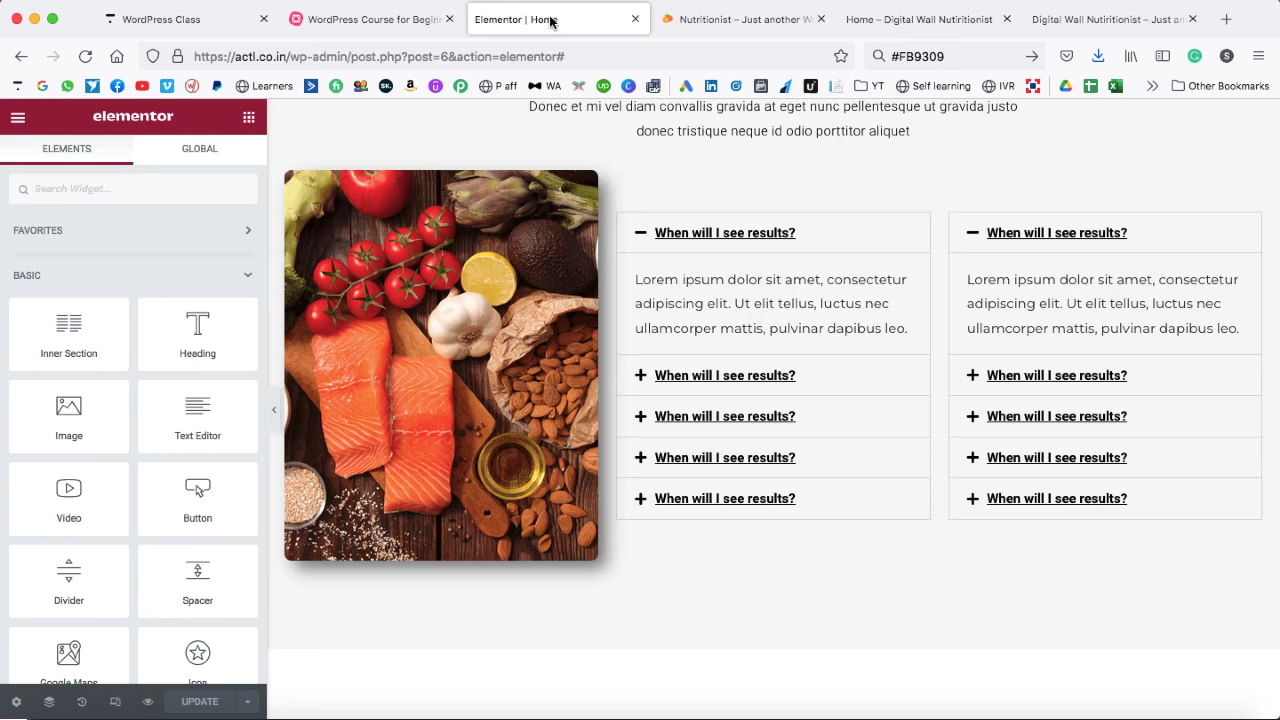 WordPress Class
WordPress Course for Beginn
Elementor | Home
Nutritionist – Just another W
Home – Digital Wall Nutiritionist
Digital Wall Nutiritionist – Just an
https://actl.co.in/wp-admin/post.php?post=6&action=elementor#
#FB9309
Learners
WA
P aff
YT
Self learning
IVR
Other Bookmarks
elementor
ELEMENTS
GLOBAL
Search Widget...
FAVORITES
BASIC
Inner Section
Heading
Image
Text Editor
Video
Button
Divider
Spacer
Google Maps
Icon
UPDATE
Donec et mi vel diam convallis gravida at eget nunc pellentesque ut gravida justo
donec tristique neque id odio porttitor aliquet
When will I see results?
Lorem ipsum dolor sit amet, consectetur
adipiscing elit. Ut elit tellus, luctus nec
ullamcorper mattis, pulvinar dapibus leo.
When will I see results?
When will I see results?
When will I see results?
When will I see results?
When will I see results?
Lorem ipsum dolor sit amet, consectetur
adipiscing elit. Ut elit tellus, luctus nec
ullamcorper mattis, pulvinar dapibus leo.
When will I see results?
When will I see results?
When will I see results?
When will I see results?